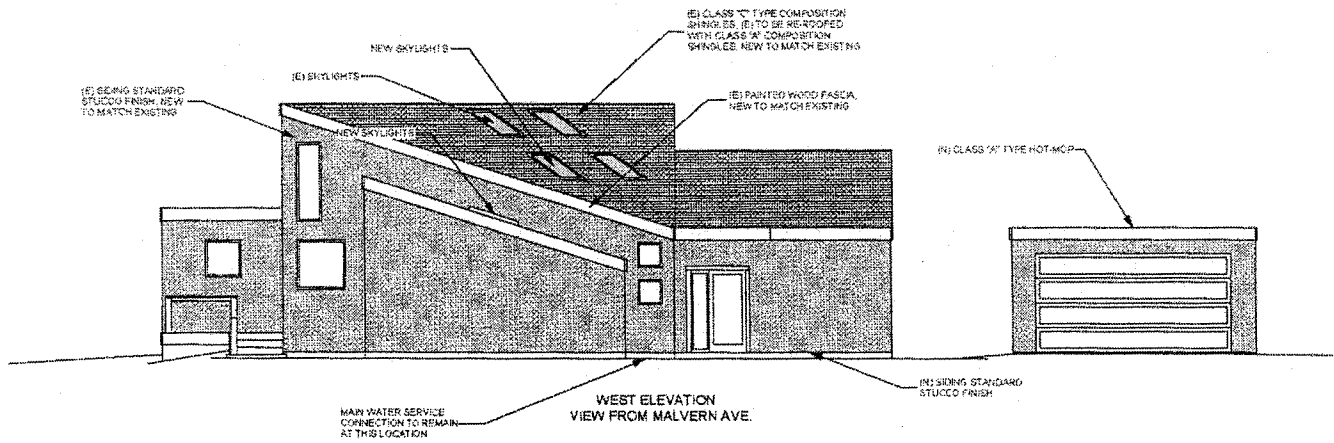 (E) CLASS "C" TYPE COMPOSITION
SHINGLES, (E) TO BE RE-ROOFED
WITH CLASS "A" COMPOSITION
SHINGLES, NEW TO MATCH EXISTING
NEW SKYLIGHTS
(E) SKYLIGHTS
(E) SIDING STANDARD
STUCCO FINISH, NEW
TO MATCH EXISTING
(E) PAINTED WOOD FASCIA,
NEW TO MATCH EXISTING
NEW SKYLIGHTS
(N) CLASS "A" TYPE HOT-MOP
(N) SIDING STANDARD
STUCCO FINISH
MAIN WATER SERVICE
CONNECTION TO REMAIN
AT THIS LOCATION
WEST ELEVATION
VIEW FROM MALVERN AVE.